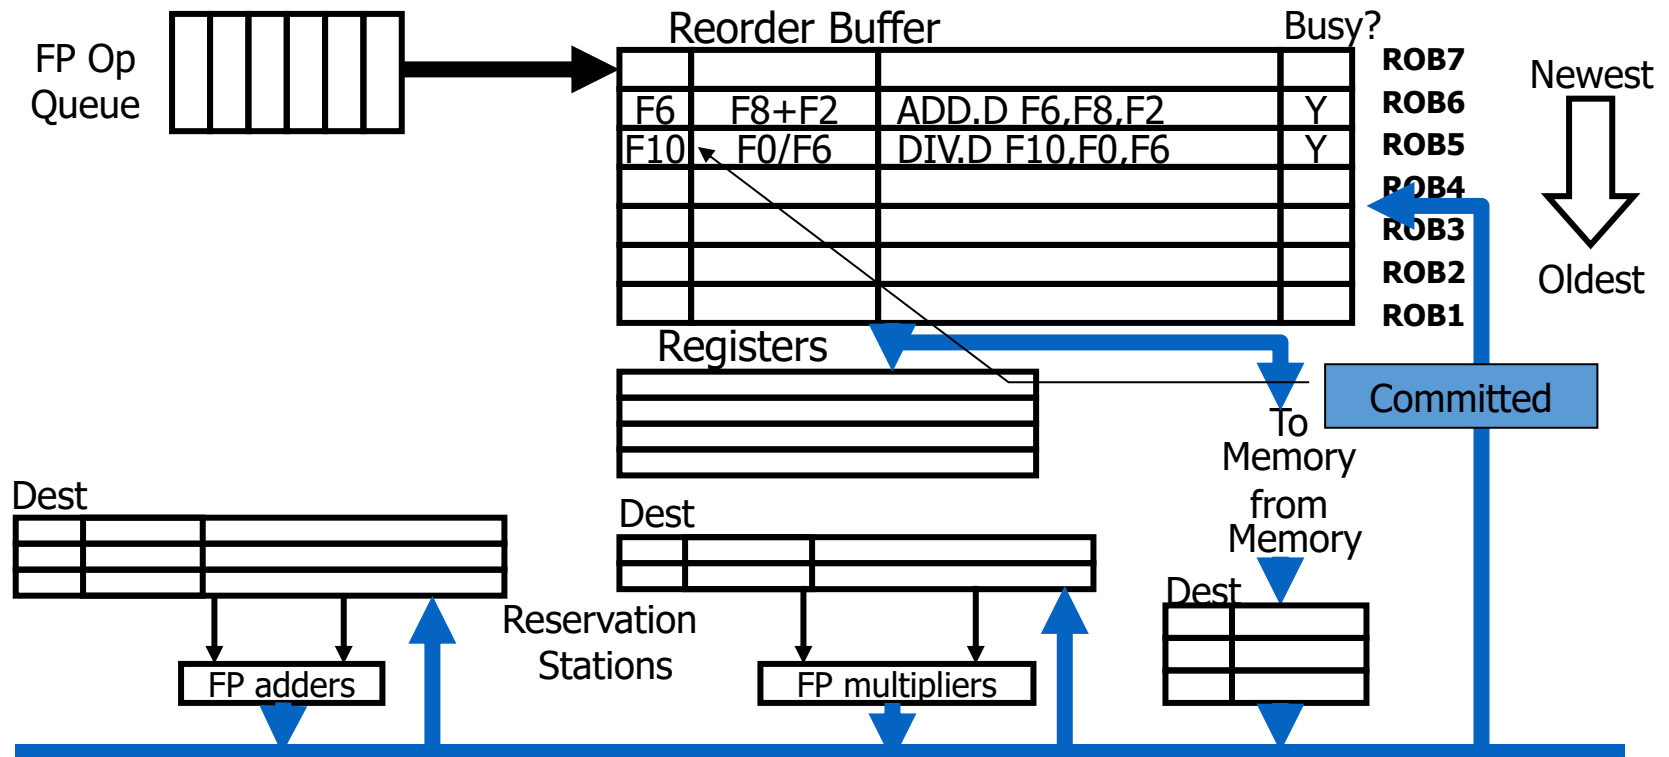 Reorder Buffer
Busy?
FP Op
Queue
ROB7
Newest
F6 F8+F2 ADD.D F6,F8,F2 Y ROB6
F10 F0/F6 DIV.D F10,F0,F6 Y ROB5
ROB4
ROB3
ROB2
Oldest
ROB1
Registers
Committed
To
Memory
from
Memory
Dest
Dest
Dest
Reservation
Stations
FP adders
FP multipliers